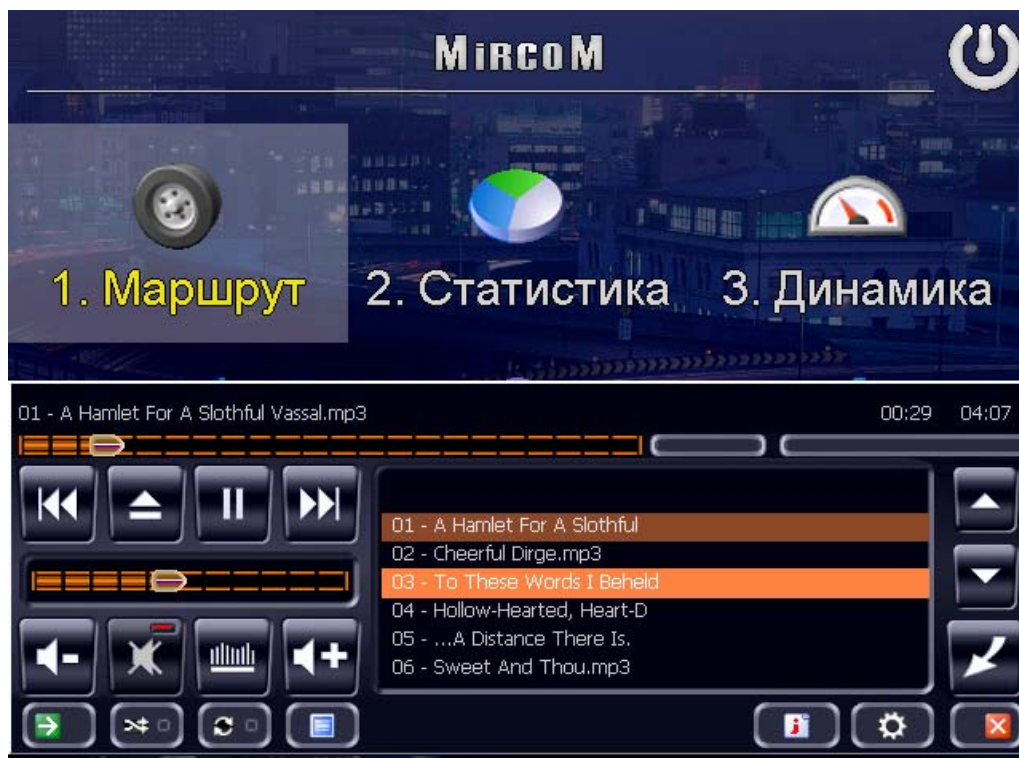 MiRCOM
1. Маршрут
2. Статистика
3. Динамика
01 - A Hamlet For A Slothful Vassal.mp3
00:29 04:07
01 - A Hamlet For A Slothful
02 - Cheerful Dirge.mp3
03 - To These Words I Beheld
04 - Hollow-Hearted, Heart-D
05 - ...A Distance There Is.
06 - Sweet And Thou.mp3